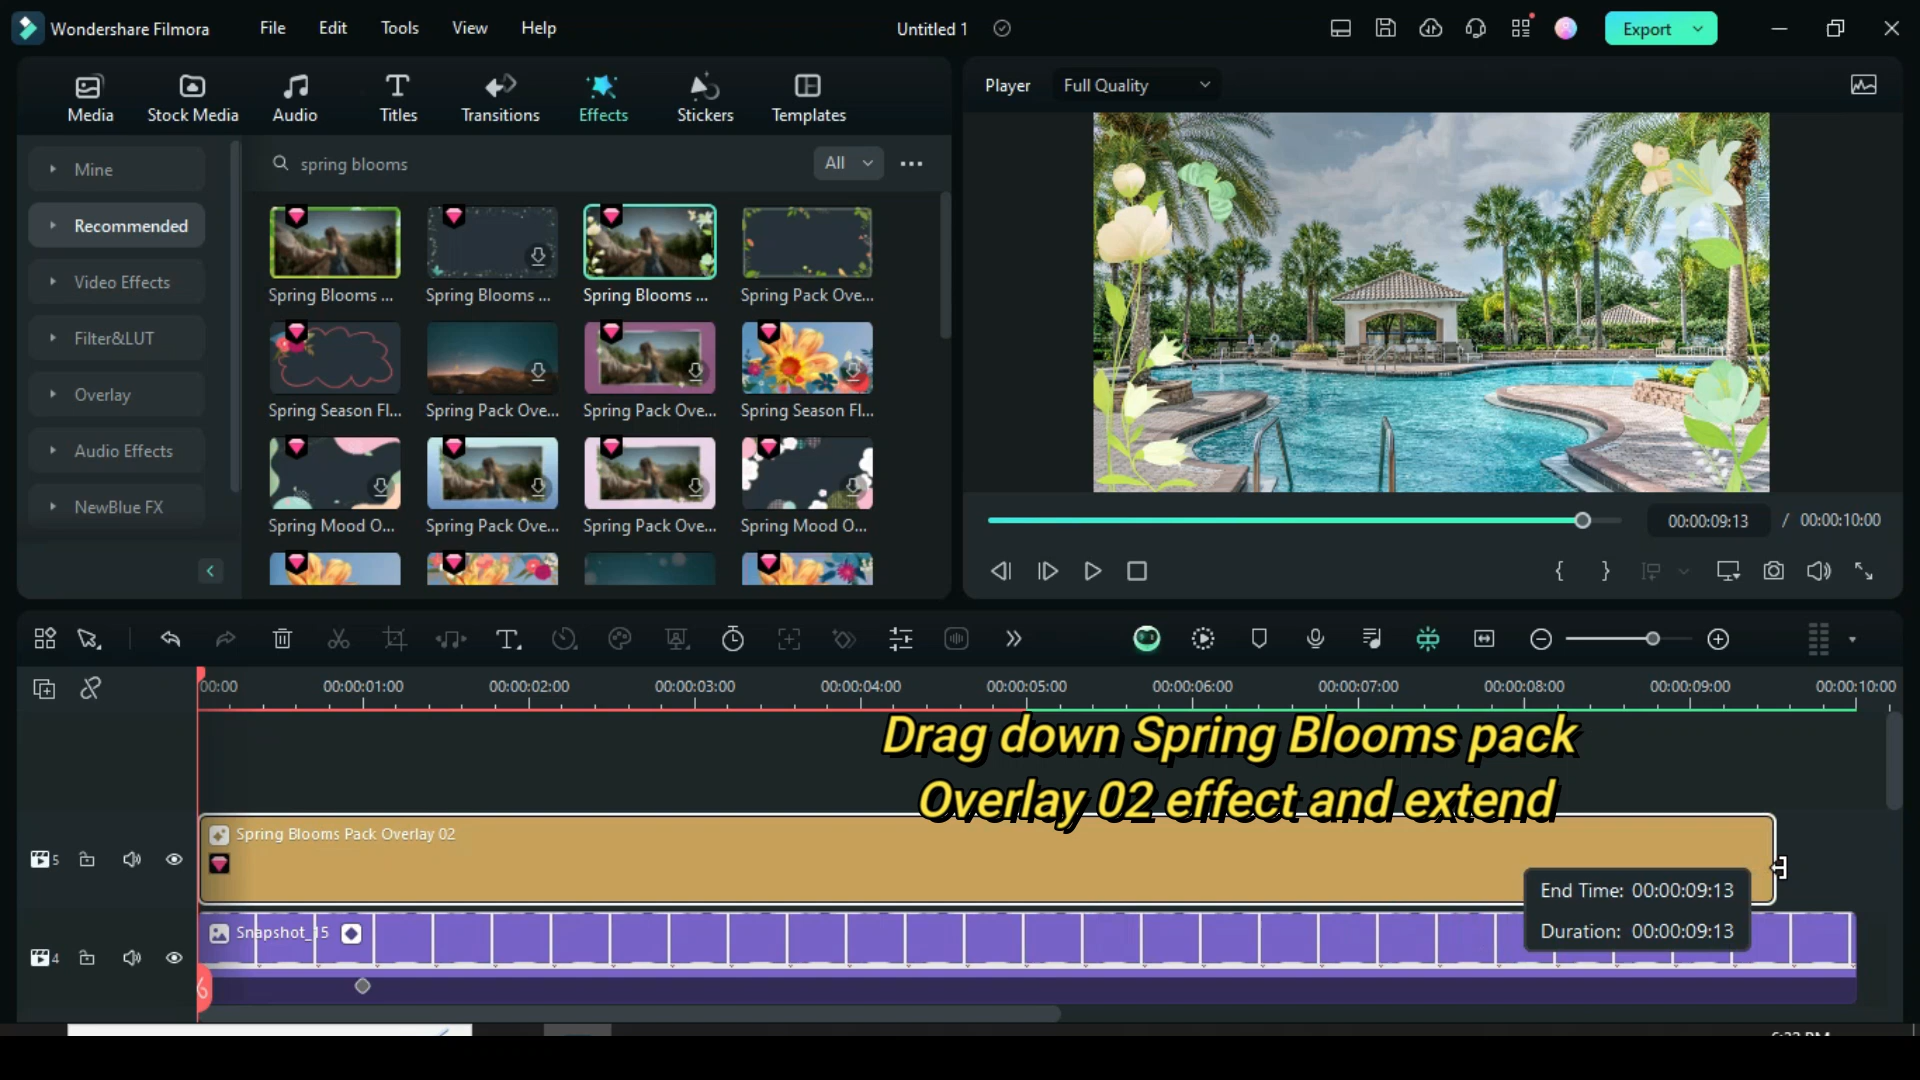 Wondershare Filmora
File
Edit
Tools
View
Help
Untitled 1
Export
Media
Stock Media
Audio
Titles
Transitions
Effects
Stickers
Templates
Player
Full Quality
Mine
Recommended
Video Effects
Filter&LUT
Overlay
Audio Effects
NewBlue FX
spring blooms
All
Spring Blooms ...
Spring Blooms ...
Spring Blooms ...
Spring Pack Ove...
Spring Season Fl...
Spring Pack Ove...
Spring Pack Ove...
Spring Season Fl...
Spring Mood O...
Spring Pack Ove...
Spring Pack Ove...
Spring Mood O...
00:00:09:13 / 00:00:10:00
00:00
00:00:01:00
00:00:02:00
00:00:03:00
00:00:04:00
00:00:05:00
00:00:06:00
00:00:07:00
00:00:08:00
00:00:09:00
00:00:10:00
Drag down Spring Blooms pack
Overlay 02 effect and extend
Spring Blooms Pack Overlay 02
5
End Time: 00:00:09:13
Duration: 00:00:09:13
Snapshot_15
4